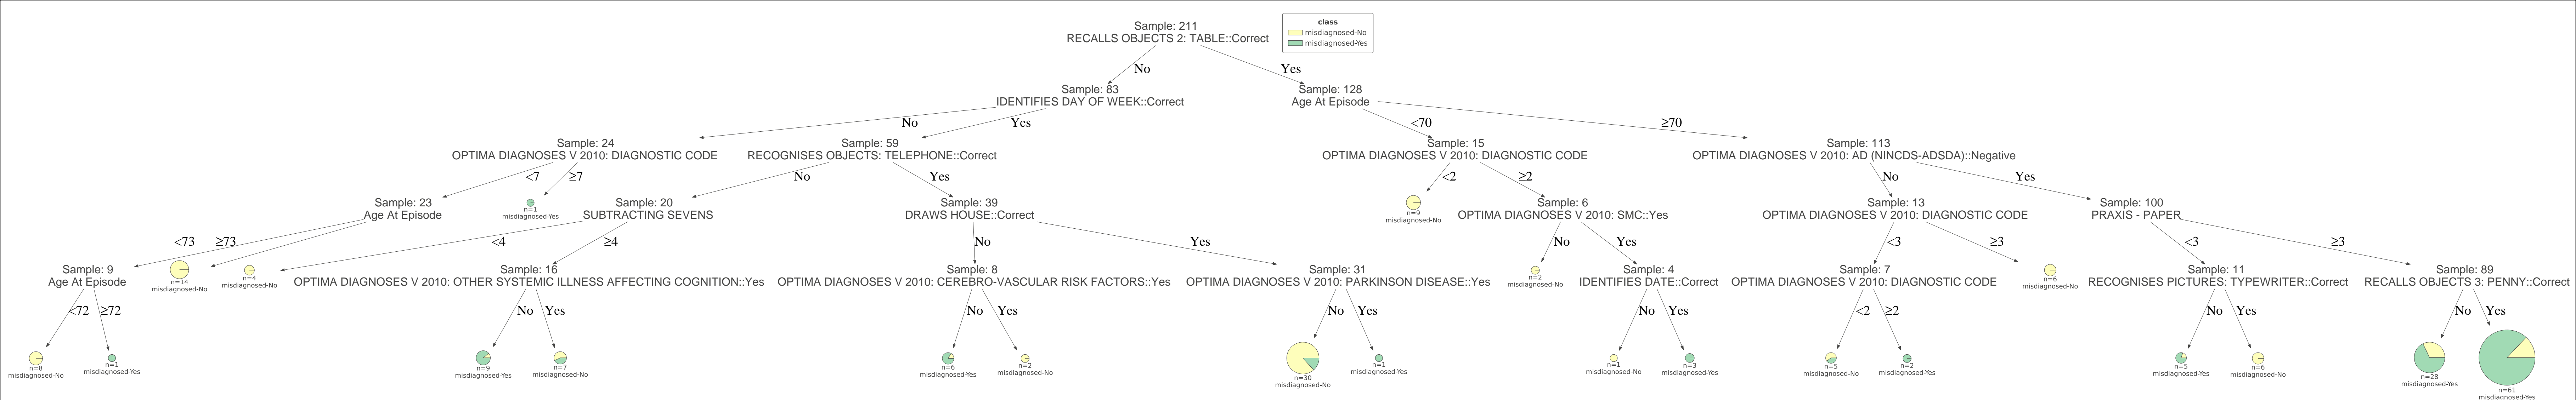 Sample: 211
RECALLS OBJECTS 2: TABLE::Correct
class
misdiagnosed-No
misdiagnosed-Yes
No
Yes
Sample: 83
IDENTIFIES DAY OF WEEK::Correct
Sample: 128
Age At Episode
No
Yes
<70
≥70
Sample: 24
OPTIMA DIAGNOSES V 2010: DIAGNOSTIC CODE
Sample: 59
RECOGNISES OBJECTS: TELEPHONE::Correct
Sample: 15
OPTIMA DIAGNOSES V 2010: DIAGNOSTIC CODE
Sample: 113
OPTIMA DIAGNOSES V 2010: AD (NINCDS-ADSDA)::Negative
<7
≥7
No
Yes
<2
≥2
No
Yes
Sample: 23
Age At Episode
n=1
misdiagnosed-Yes
Sample: 20
SUBTRACTING SEVENS
Sample: 39
DRAWS HOUSE::Correct
n=9
misdiagnosed-No
Sample: 6
OPTIMA DIAGNOSES V 2010: SMC::Yes
Sample: 13
OPTIMA DIAGNOSES V 2010: DIAGNOSTIC CODE
Sample: 100
PRAXIS - PAPER
<73
≥73
<4
≥4
No
Yes
No
Yes
<3
≥3
<3
≥3
Sample: 9
Age At Episode
n=14
misdiagnosed-No
n=4
misdiagnosed-No
Sample: 16
OPTIMA DIAGNOSES V 2010: OTHER SYSTEMIC ILLNESS AFFECTING COGNITION::Yes
Sample: 8
OPTIMA DIAGNOSES V 2010: CEREBRO-VASCULAR RISK FACTORS::Yes
Sample: 31
OPTIMA DIAGNOSES V 2010: PARKINSON DISEASE::Yes
n=2
misdiagnosed-No
Sample: 4
IDENTIFIES DATE::Correct
Sample: 7
OPTIMA DIAGNOSES V 2010: DIAGNOSTIC CODE
n=6
misdiagnosed-No
Sample: 11
RECOGNISES PICTURES: TYPEWRITER::Correct
Sample: 89
RECALLS OBJECTS 3: PENNY::Correct
<72
≥72
No
Yes
No
Yes
No
Yes
No
Yes
<2
≥2
No
Yes
No
Yes
n=8
misdiagnosed-No
n=1
misdiagnosed-Yes
n=9
misdiagnosed-Yes
n=7
misdiagnosed-No
n=6
misdiagnosed-Yes
n=2
misdiagnosed-No
n=30
misdiagnosed-No
n=1
misdiagnosed-Yes
n=1
misdiagnosed-No
n=3
misdiagnosed-Yes
n=5
misdiagnosed-No
n=2
misdiagnosed-Yes
n=5
misdiagnosed-Yes
n=6
misdiagnosed-No
n=28
misdiagnosed-Yes
n=61
misdiagnosed-Yes